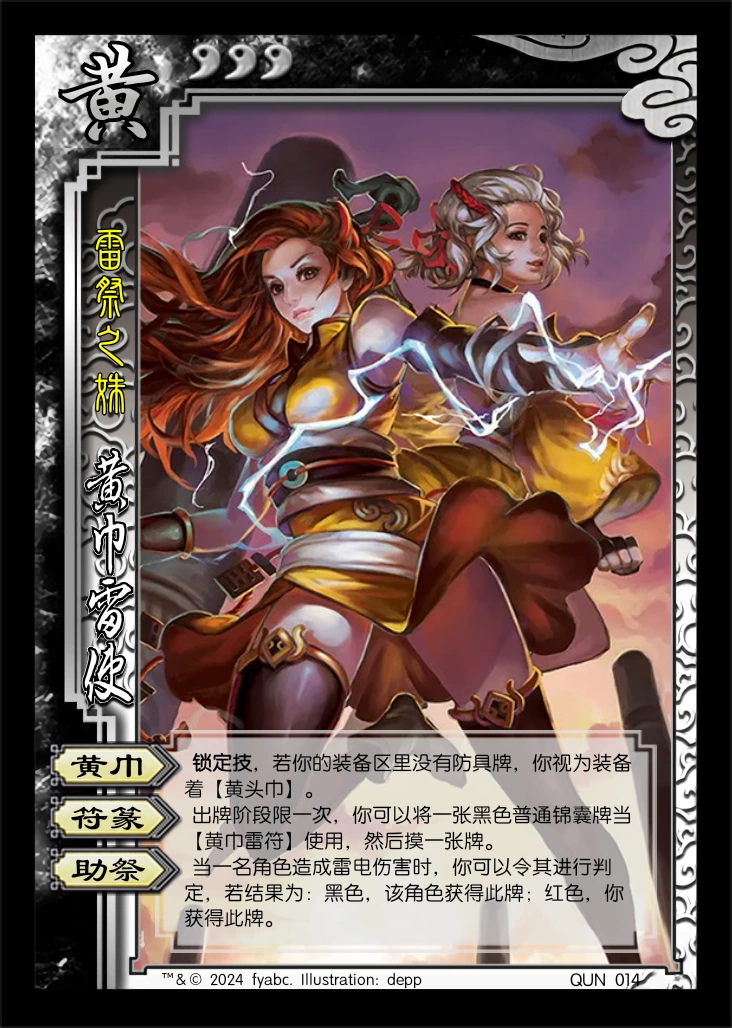 黄
雷祭之姝
黄巾雷使
黄巾
锁定技，若你的装备区里没有防具牌，你视为装备
着【黄头巾】。
符篆
出牌阶段限一次，你可以将一张黑色普通锦囊牌当
【黄巾雷符】使用，然后摸一张牌。
助祭
当一名角色造成雷电伤害时，你可以令其进行判
定，若结果为：黑色，该角色获得此牌；红色，你
获得此牌。
™&© 2024 fyabc. Illustration: depp
QUN 014